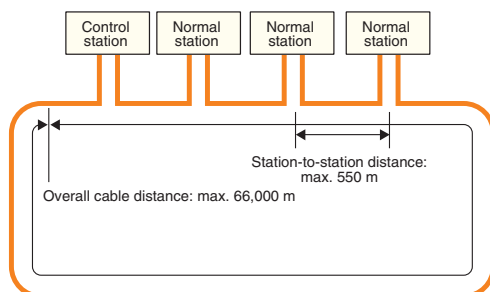 Control
station
Normal
station
Normal
station
Normal
station
Station-to-station distance:
max. 550 m
Overall cable distance: max. 66,000 m